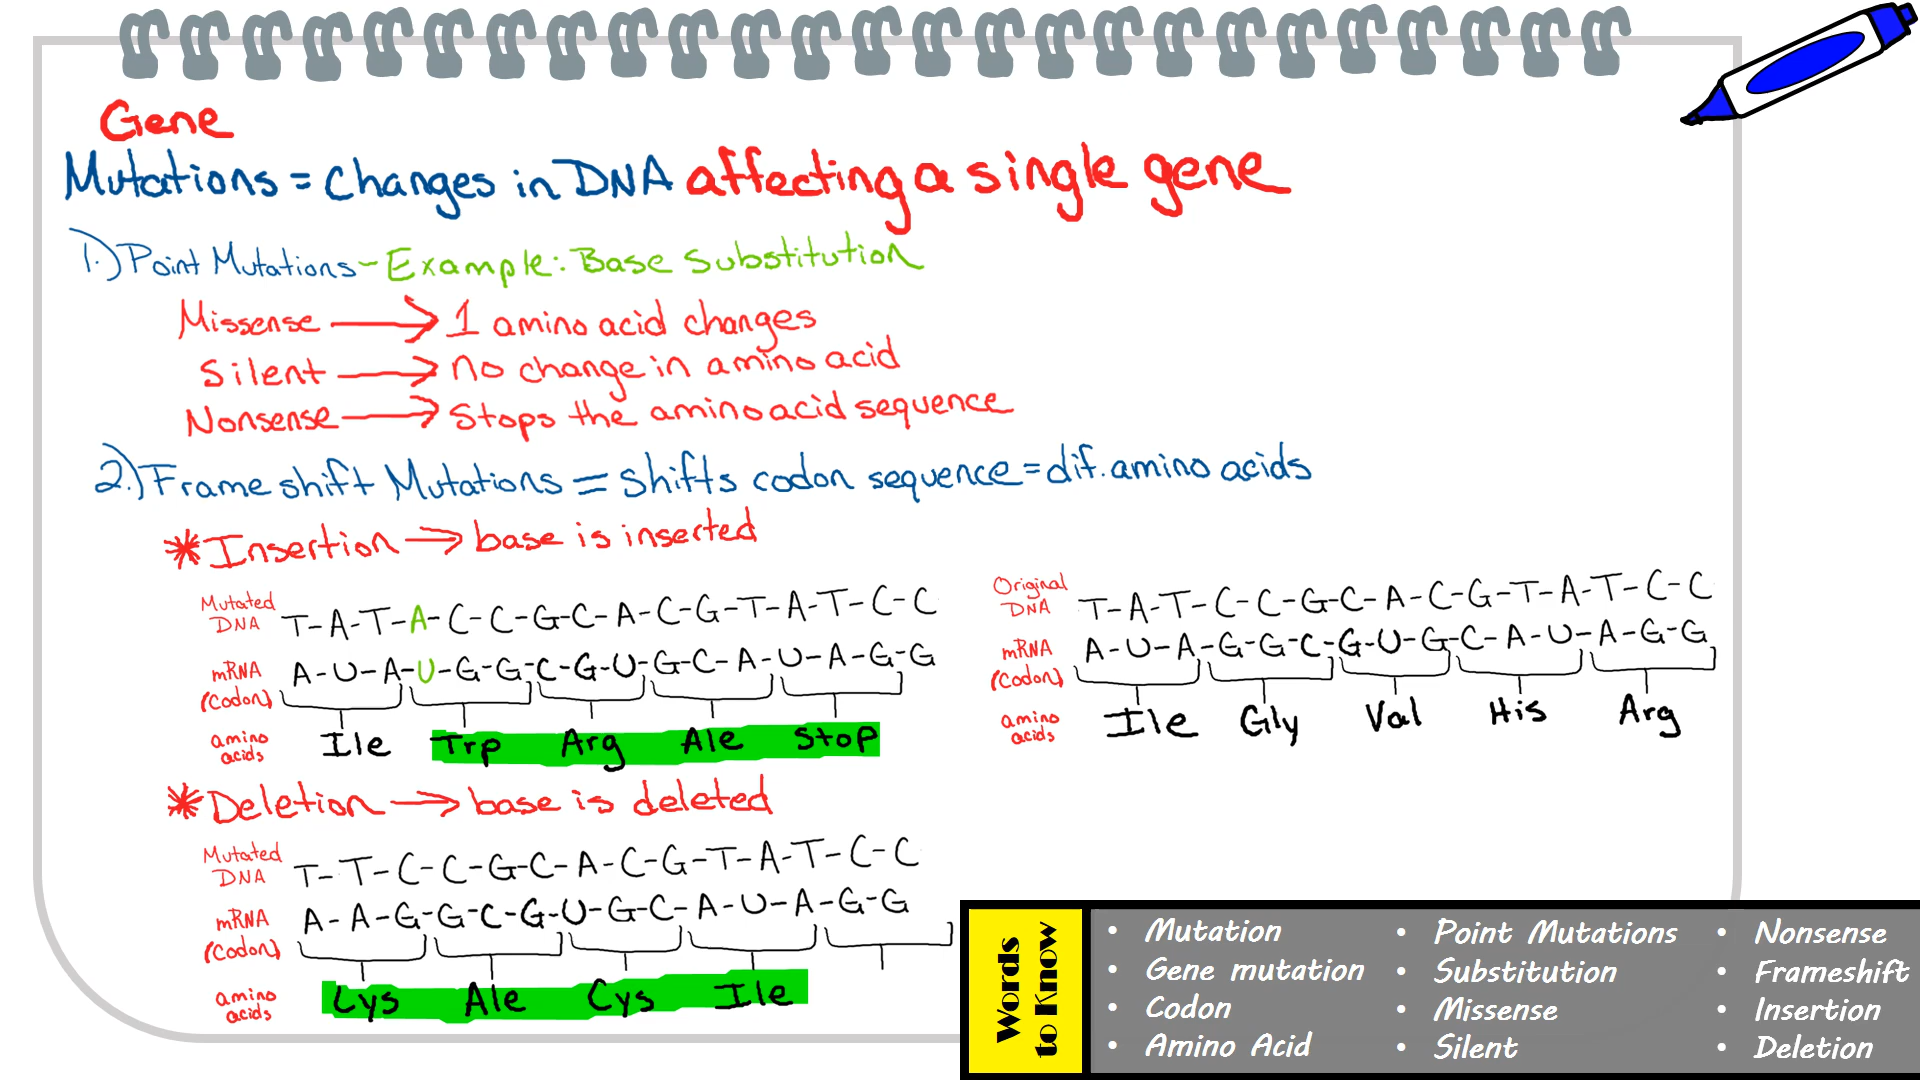 Gene
Mutations = Changes in DNA affecting a single gene
1.) Point Mutations - Example: Base Substitution
Missense → 1 amino acid changes
Silent → no change in amino acid
Nonsense → Stops the amino acid sequence
2.) Frame shift Mutations = shifts codon sequence = dif. amino acids
* Insertion → base is inserted
Mutated DNA T-A-T-A-C-C-G-C-A-C-G-T-A-T-C-C
mRNA (Codon) A-U-A-U-G-G-C-G-U-G-C-A-U-A-G-G
amino acids Ile Trp Arg Ale Stop
Original DNA T-A-T-C-C-G-C-A-C-G-T-A-T-C-C
mRNA (Codon) A-U-A-G-G-C-G-U-G-C-A-U-A-G-G
amino acids Ile Gly Val His Arg
* Deletion → base is deleted
Mutated DNA T-T-C-C-G-C-A-C-G-T-A-T-C-C
mRNA (Codon) A-A-G-G-C-G-U-G-C-A-U-A-G-G
amino acids Lys Ale Cys Ile
Words to Know
• Mutation
• Gene mutation
• Codon
• Amino Acid
• Point Mutations
• Substitution
• Missense
• Silent
• Nonsense
• Frameshift
• Insertion
• Deletion